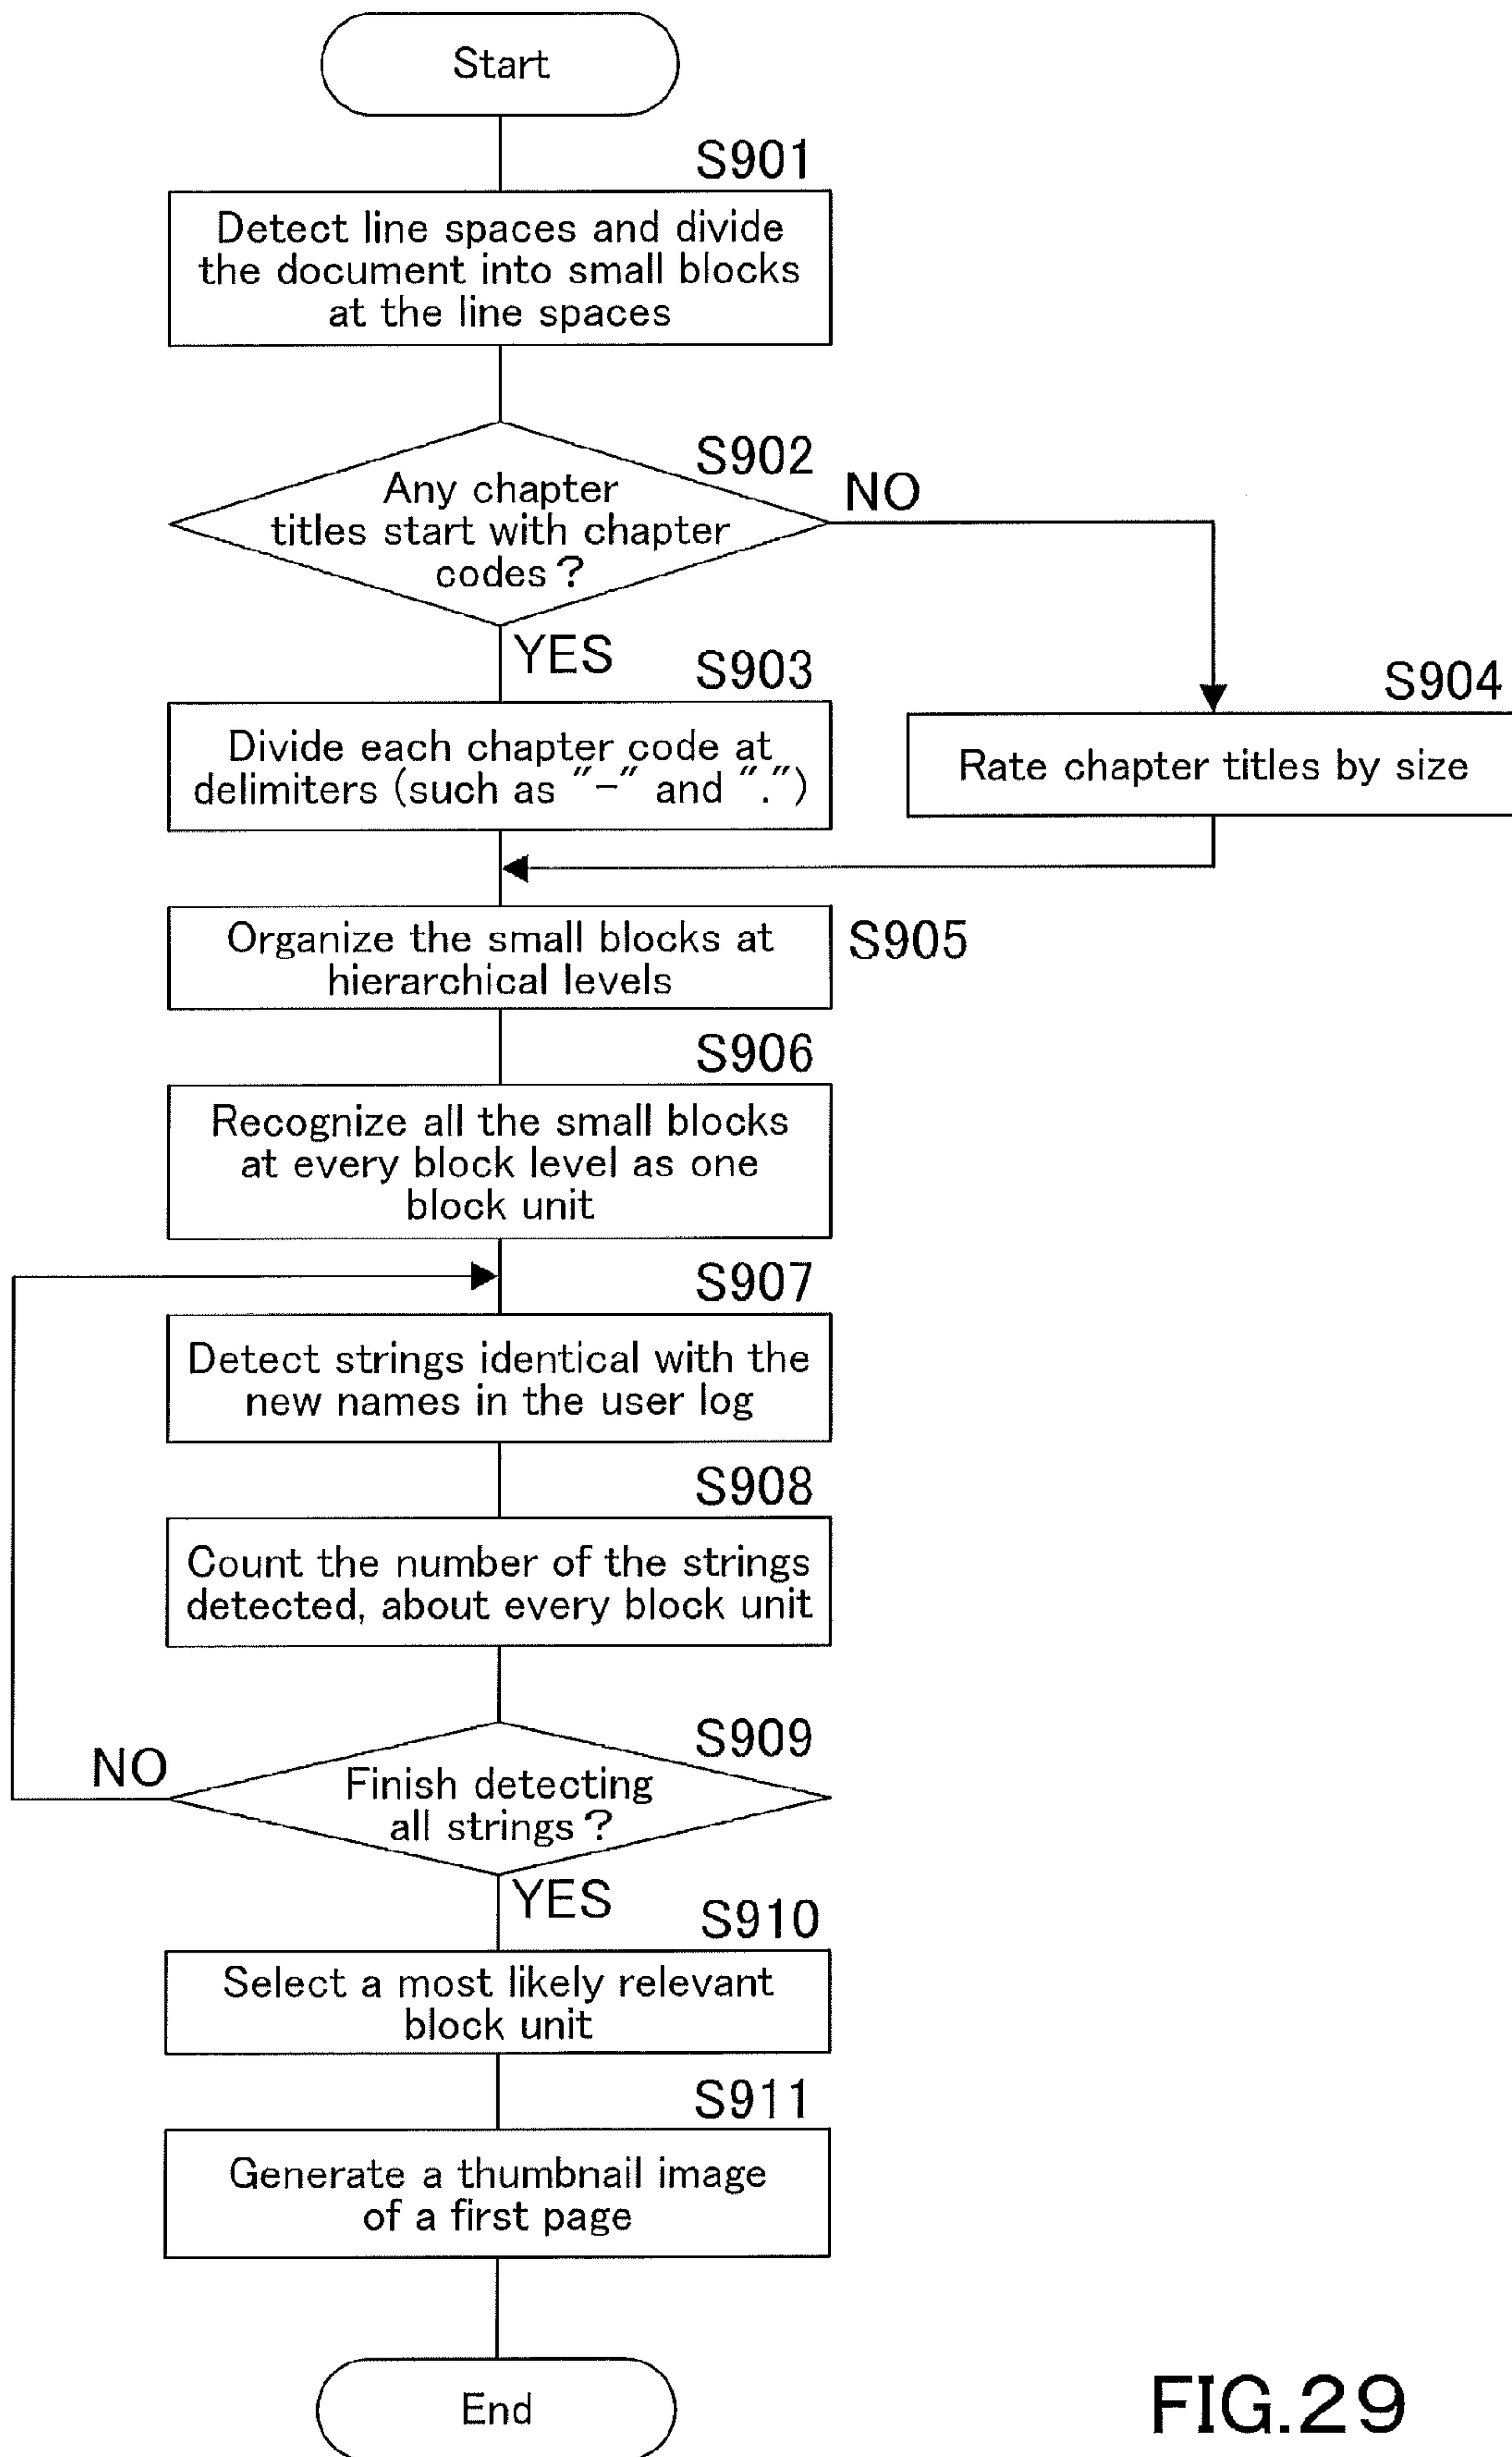 Start
S901
Detect line spaces and divide
the document into small blocks
at the line spaces
S902
Any chapter
titles start with chapter
codes?
NO
YES
S903
Divide each chapter code at
delimiters (such as "-" and ".")
S904
Rate chapter titles by size
Organize the small blocks at
hierarchical levels
S905
S906
Recognize all the small blocks
at every block level as one
block unit
S907
Detect strings identical with the
new names in the user log
S908
Count the number of the strings
detected, about every block unit
S909
NO
Finish detecting
all strings?
YES
S910
Select a most likely relevant
block unit
S911
Generate a thumbnail image
of a first page
End
FIG.29